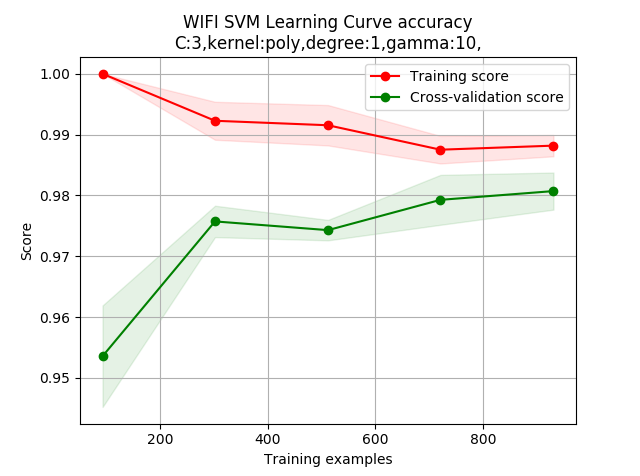 WIFI SVM Learning Curve accuracy
C:3,kernel:poly,degree:1,gamma:10,
Training score
Cross-validation score
1.00
0.99
0.98
0.97
0.96
0.95
Score
200 400 600 800
Training examples